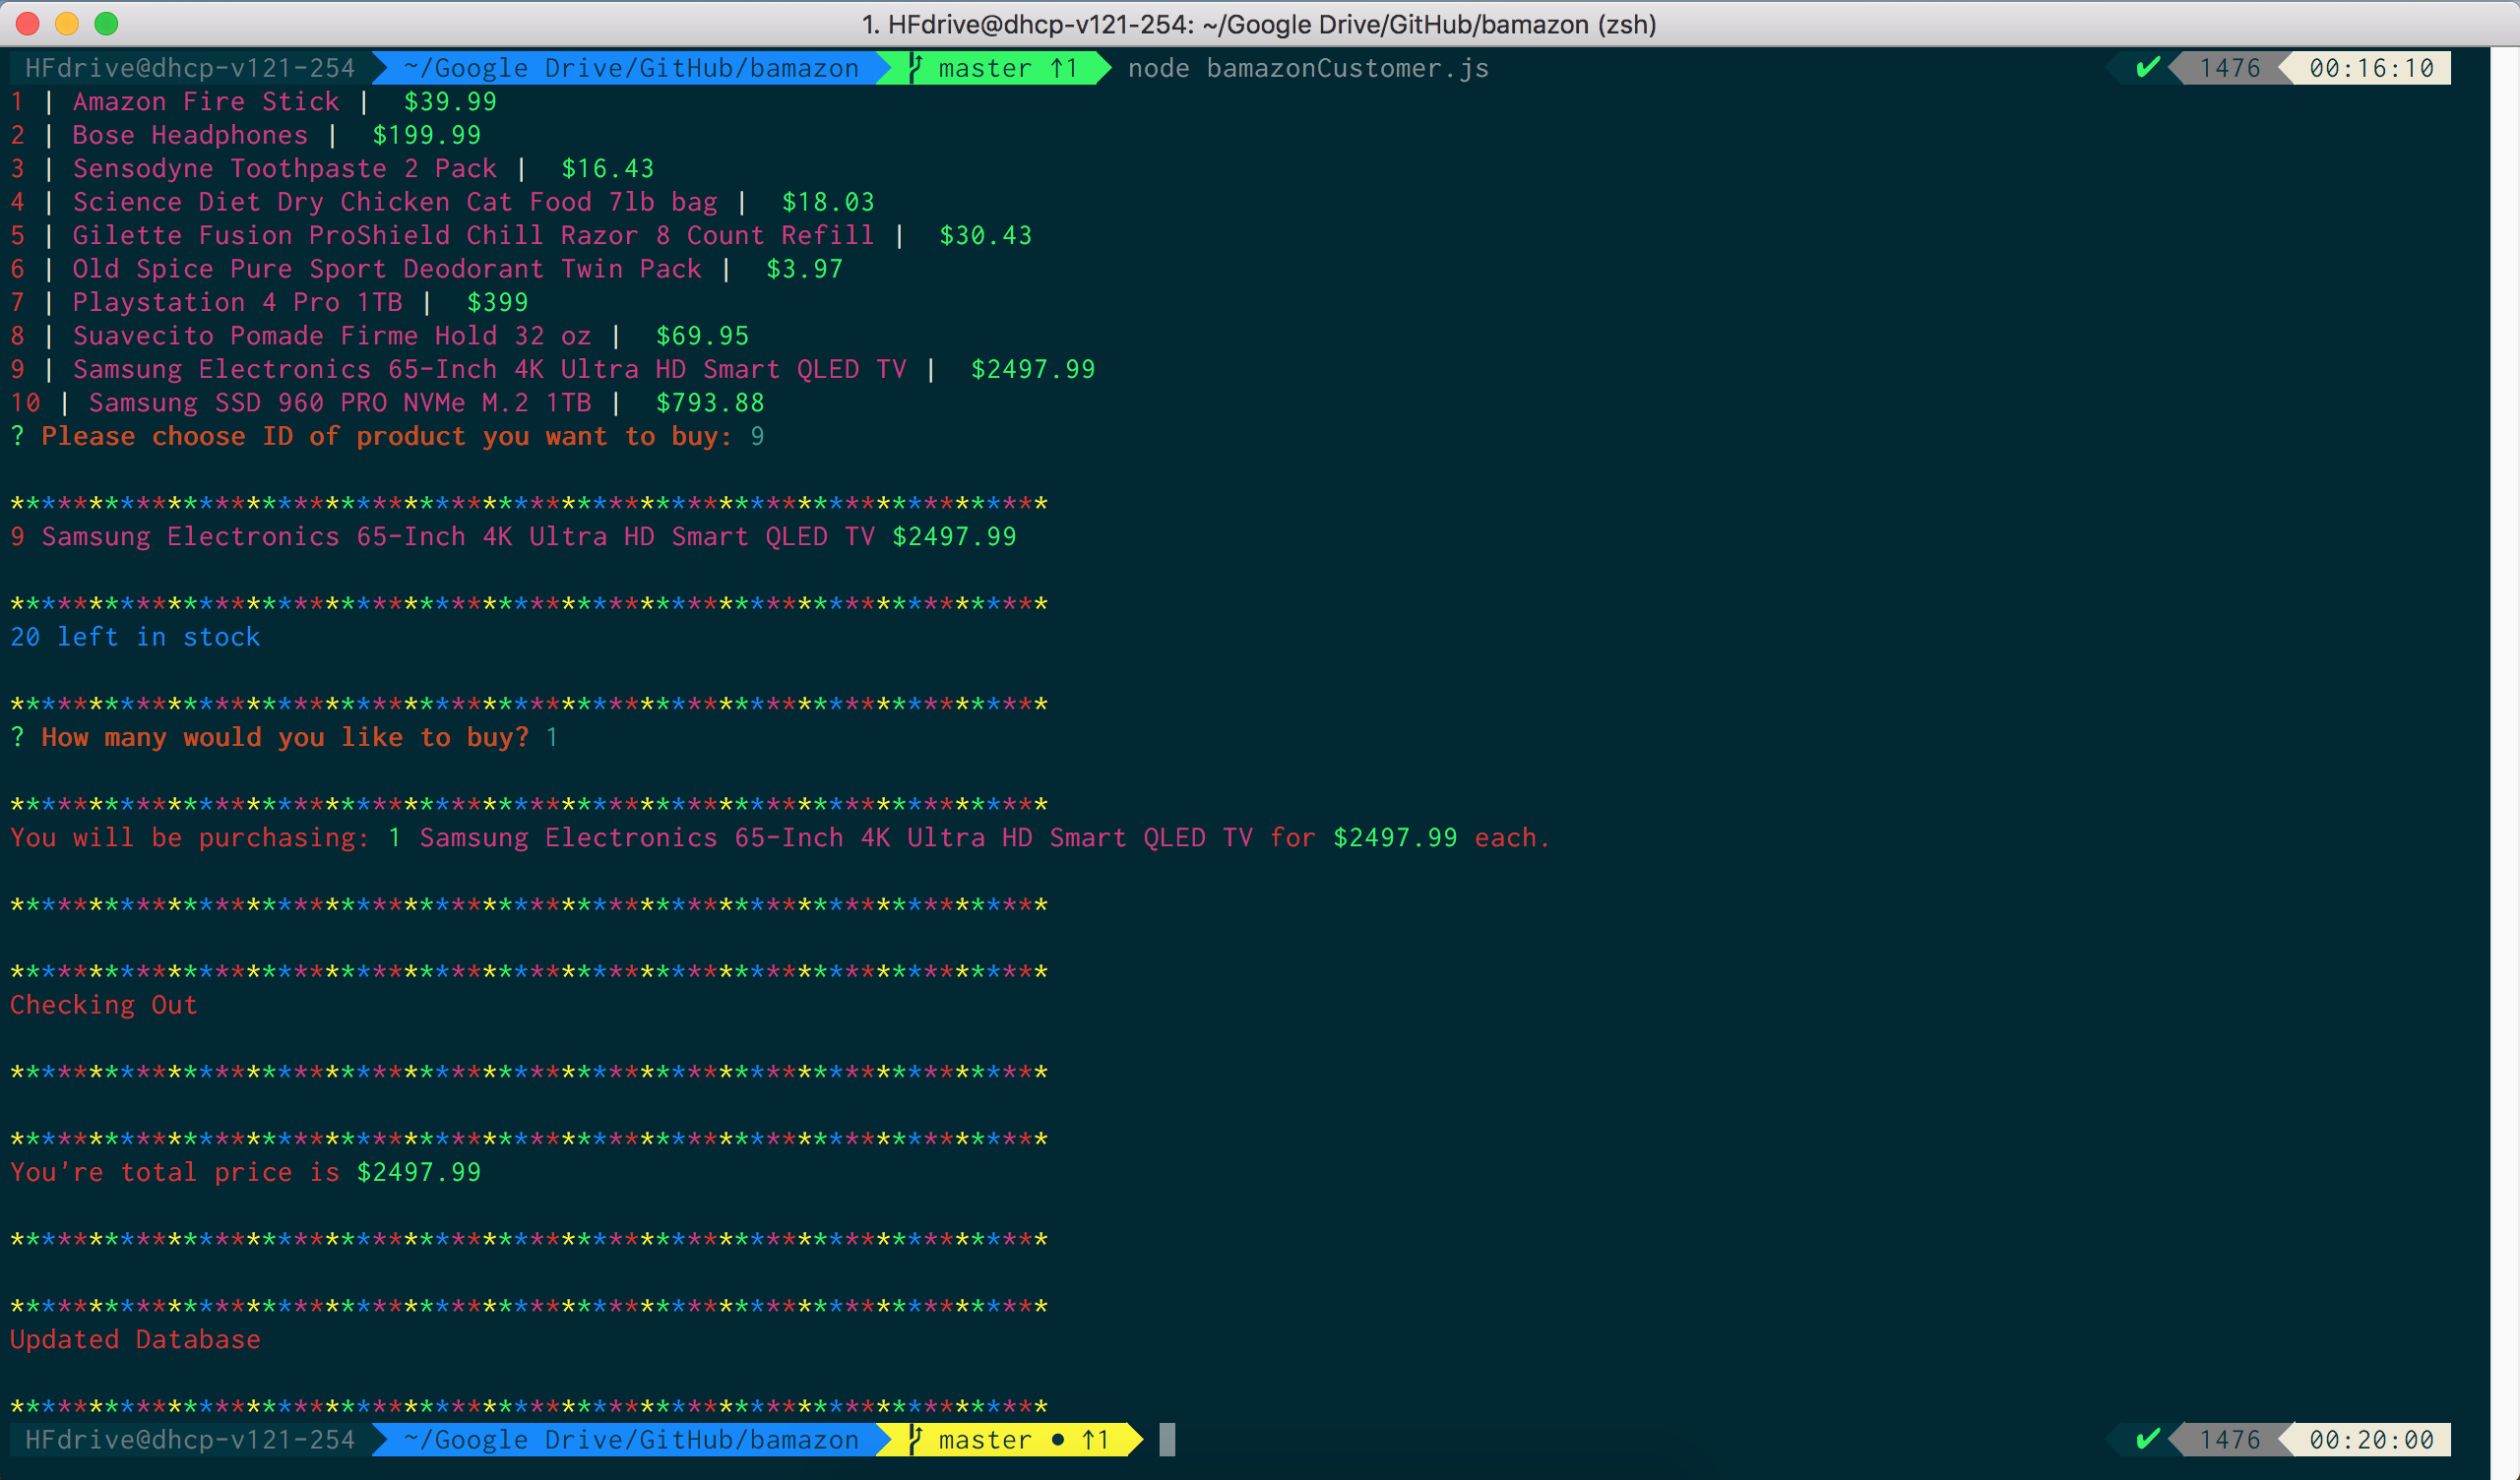 1. HFdrive@dhcp-v121-254: ~/Google Drive/GitHub/bamazon (zsh)
HFdrive@dhcp-v121-254 ~/Google Drive/GitHub/bamazon master ↑1 node bamazonCustomer.js ✔ 1476 00:16:10
1 | Amazon Fire Stick | $39.99
2 | Bose Headphones | $199.99
3 | Sensodyne Toothpaste 2 Pack | $16.43
4 | Science Diet Dry Chicken Cat Food 7lb bag | $18.03
5 | Gilette Fusion ProShield Chill Razor 8 Count Refill | $30.43
6 | Old Spice Pure Sport Deodorant Twin Pack | $3.97
7 | Playstation 4 Pro 1TB | $399
8 | Suavecito Pomade Firme Hold 32 oz | $69.95
9 | Samsung Electronics 65-Inch 4K Ultra HD Smart QLED TV | $2497.99
10 | Samsung SSD 960 PRO NVMe M.2 1TB | $793.88
? Please choose ID of product you want to buy: 9
******************************************************************
9 Samsung Electronics 65-Inch 4K Ultra HD Smart QLED TV $2497.99
******************************************************************
20 left in stock
******************************************************************
? How many would you like to buy? 1
******************************************************************
You will be purchasing: 1 Samsung Electronics 65-Inch 4K Ultra HD Smart QLED TV for $2497.99 each.
******************************************************************
******************************************************************
Checking Out
******************************************************************
******************************************************************
You're total price is $2497.99
******************************************************************
******************************************************************
Updated Database
******************************************************************
HFdrive@dhcp-v121-254 ~/Google Drive/GitHub/bamazon master ● ↑1 ✔ 1476 00:20:00